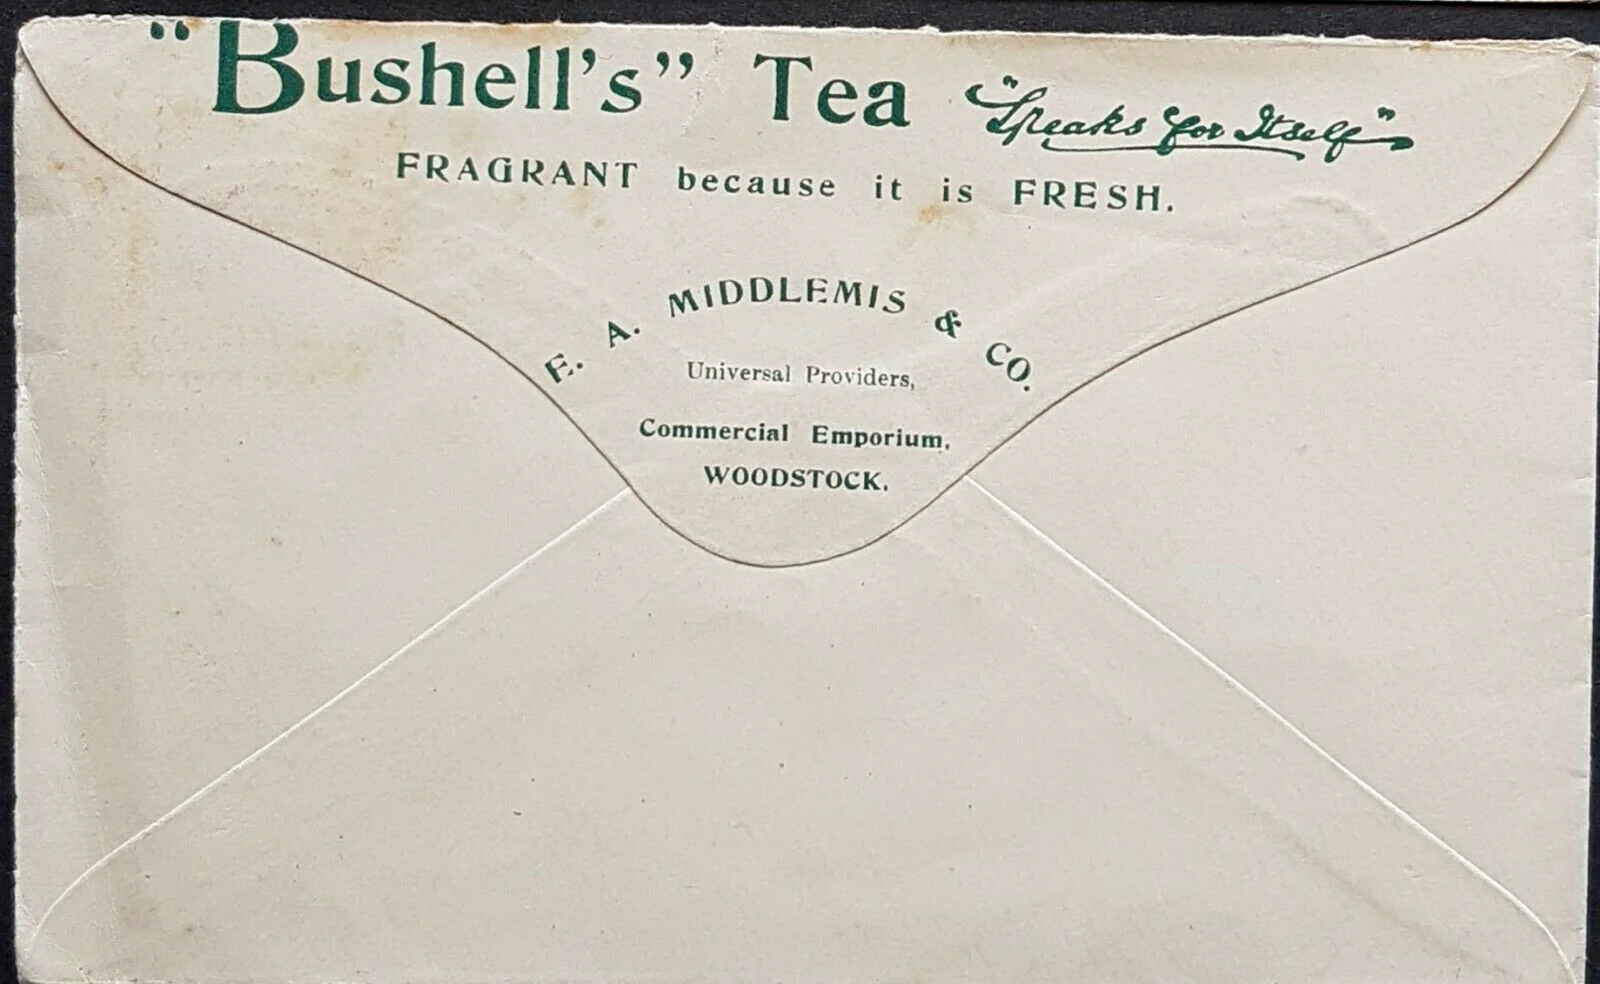 "Bushell's" Tea "Speaks for Itself"
FRAGRANT because it is FRESH.
E. A. MIDDLEMIS & CO.
Universal Providers,
Commercial Emporium,
WOODSTOCK.